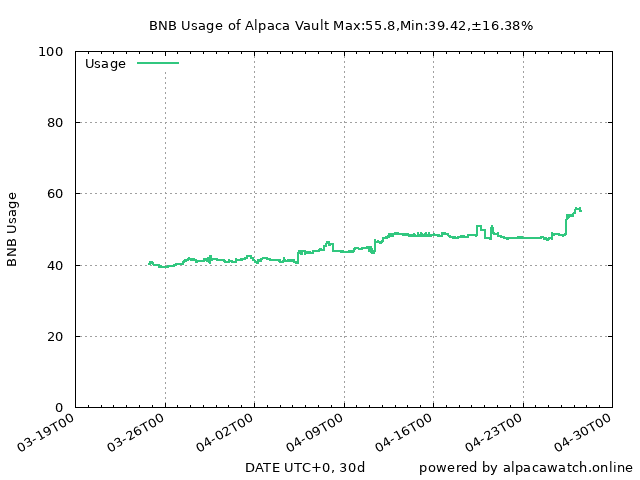 BNB Usage of Alpaca Vault Max:55.8,Min:39.42,±16.38%
100
Usage
80
60
BNB Usage
40
20
0
03-19T00
03-26T00
04-02T00
04-09T00
04-16T00
04-23T00
04-30T00
DATE UTC+0, 30d
powered by alpacawatch.online